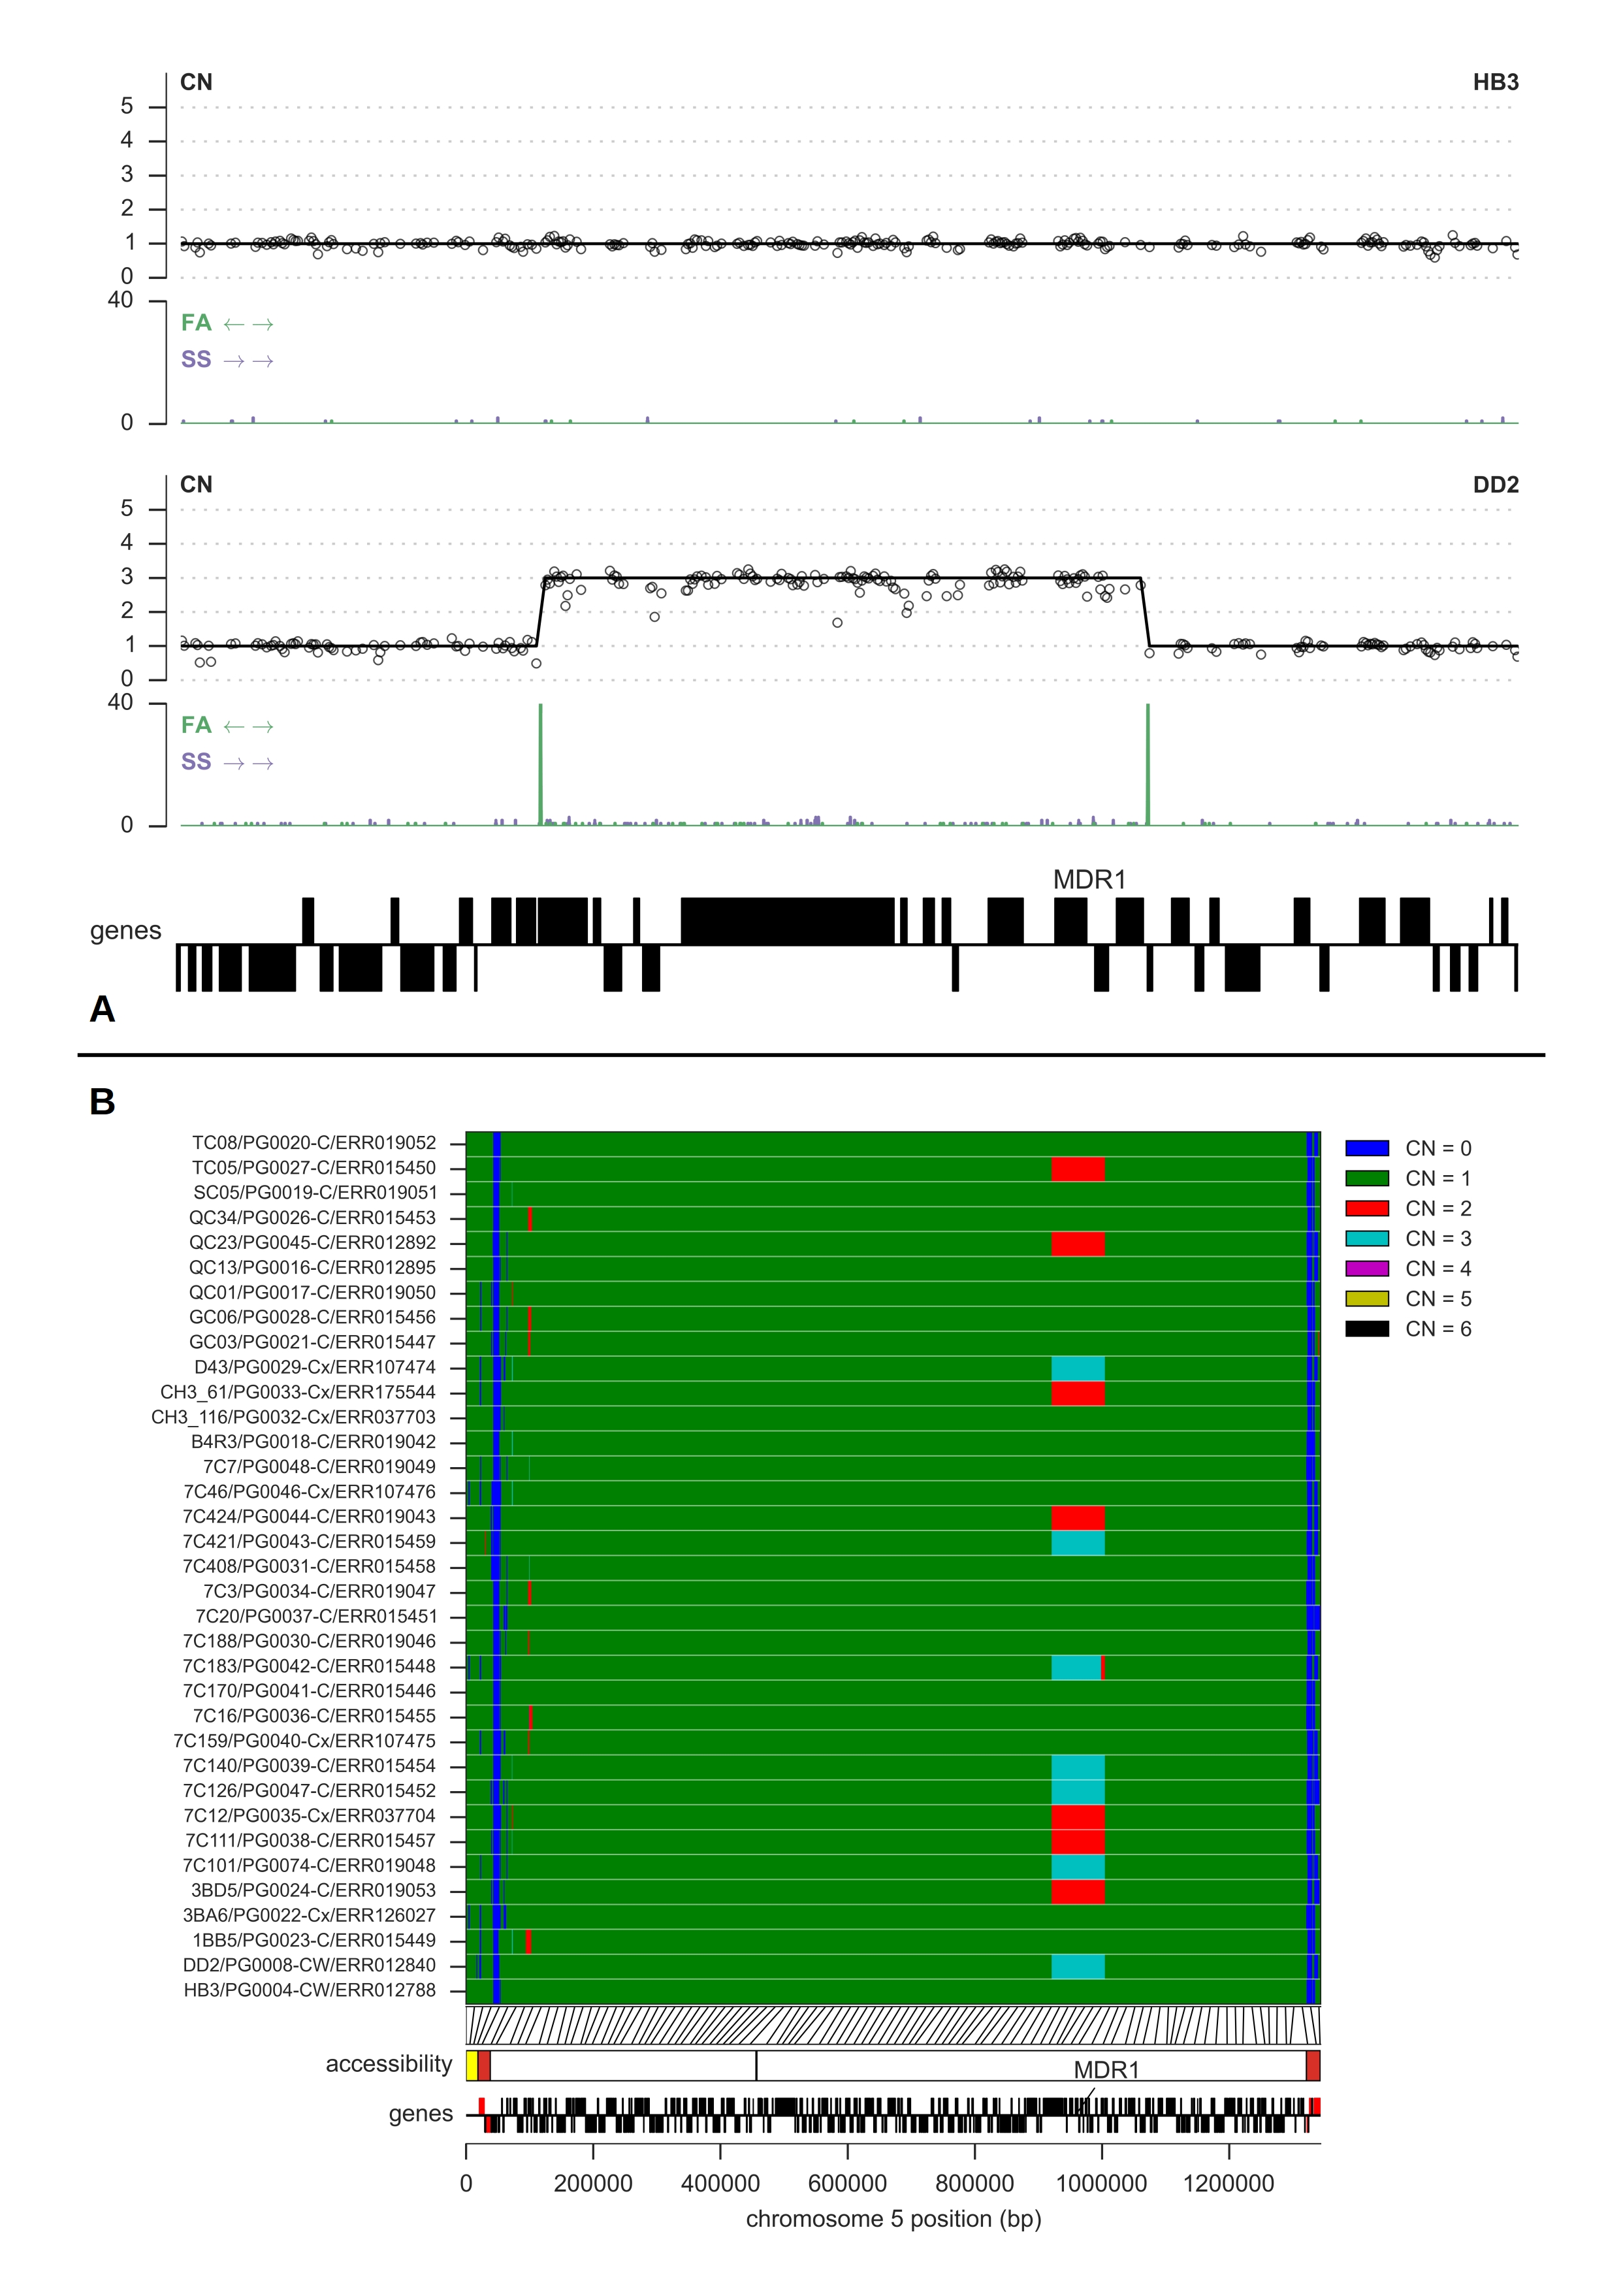 CN HB3
5
4
3
2
1
0
40
FA ←→
SS →→
0
CN DD2
5
4
3
2
1
0
40
FA ←→
SS →→
0
MDR1
genes
A
B
TC08/PG0020-C/ERR019052
TC05/PG0027-C/ERR015450
SC05/PG0019-C/ERR019051
QC34/PG0026-C/ERR015453
QC23/PG0045-C/ERR012892
QC13/PG0016-C/ERR012895
QC01/PG0017-C/ERR019050
GC06/PG0028-C/ERR015456
GC03/PG0021-C/ERR015447
D43/PG0029-Cx/ERR107474
CH3_61/PG0033-Cx/ERR175544
CH3_116/PG0032-Cx/ERR037703
B4R3/PG0018-C/ERR019042
7C7/PG0048-C/ERR019049
7C46/PG0046-Cx/ERR107476
7C424/PG0044-C/ERR019043
7C421/PG0043-C/ERR015459
7C408/PG0031-C/ERR015458
7C3/PG0034-C/ERR019047
7C20/PG0037-C/ERR015451
7C188/PG0030-C/ERR019046
7C183/PG0042-C/ERR015448
7C170/PG0041-C/ERR015446
7C16/PG0036-C/ERR015455
7C159/PG0040-Cx/ERR107475
7C140/PG0039-C/ERR015454
7C126/PG0047-C/ERR015452
7C12/PG0035-Cx/ERR037704
7C111/PG0038-C/ERR015457
7C101/PG0074-C/ERR019048
3BD5/PG0024-C/ERR019053
3BA6/PG0022-Cx/ERR126027
1BB5/PG0023-C/ERR015449
DD2/PG0008-CW/ERR012840
HB3/PG0004-CW/ERR012788
CN = 0
CN = 1
CN = 2
CN = 3
CN = 4
CN = 5
CN = 6
accessibility
MDR1
genes
0 200000 400000 600000 800000 1000000 1200000
chromosome 5 position (bp)